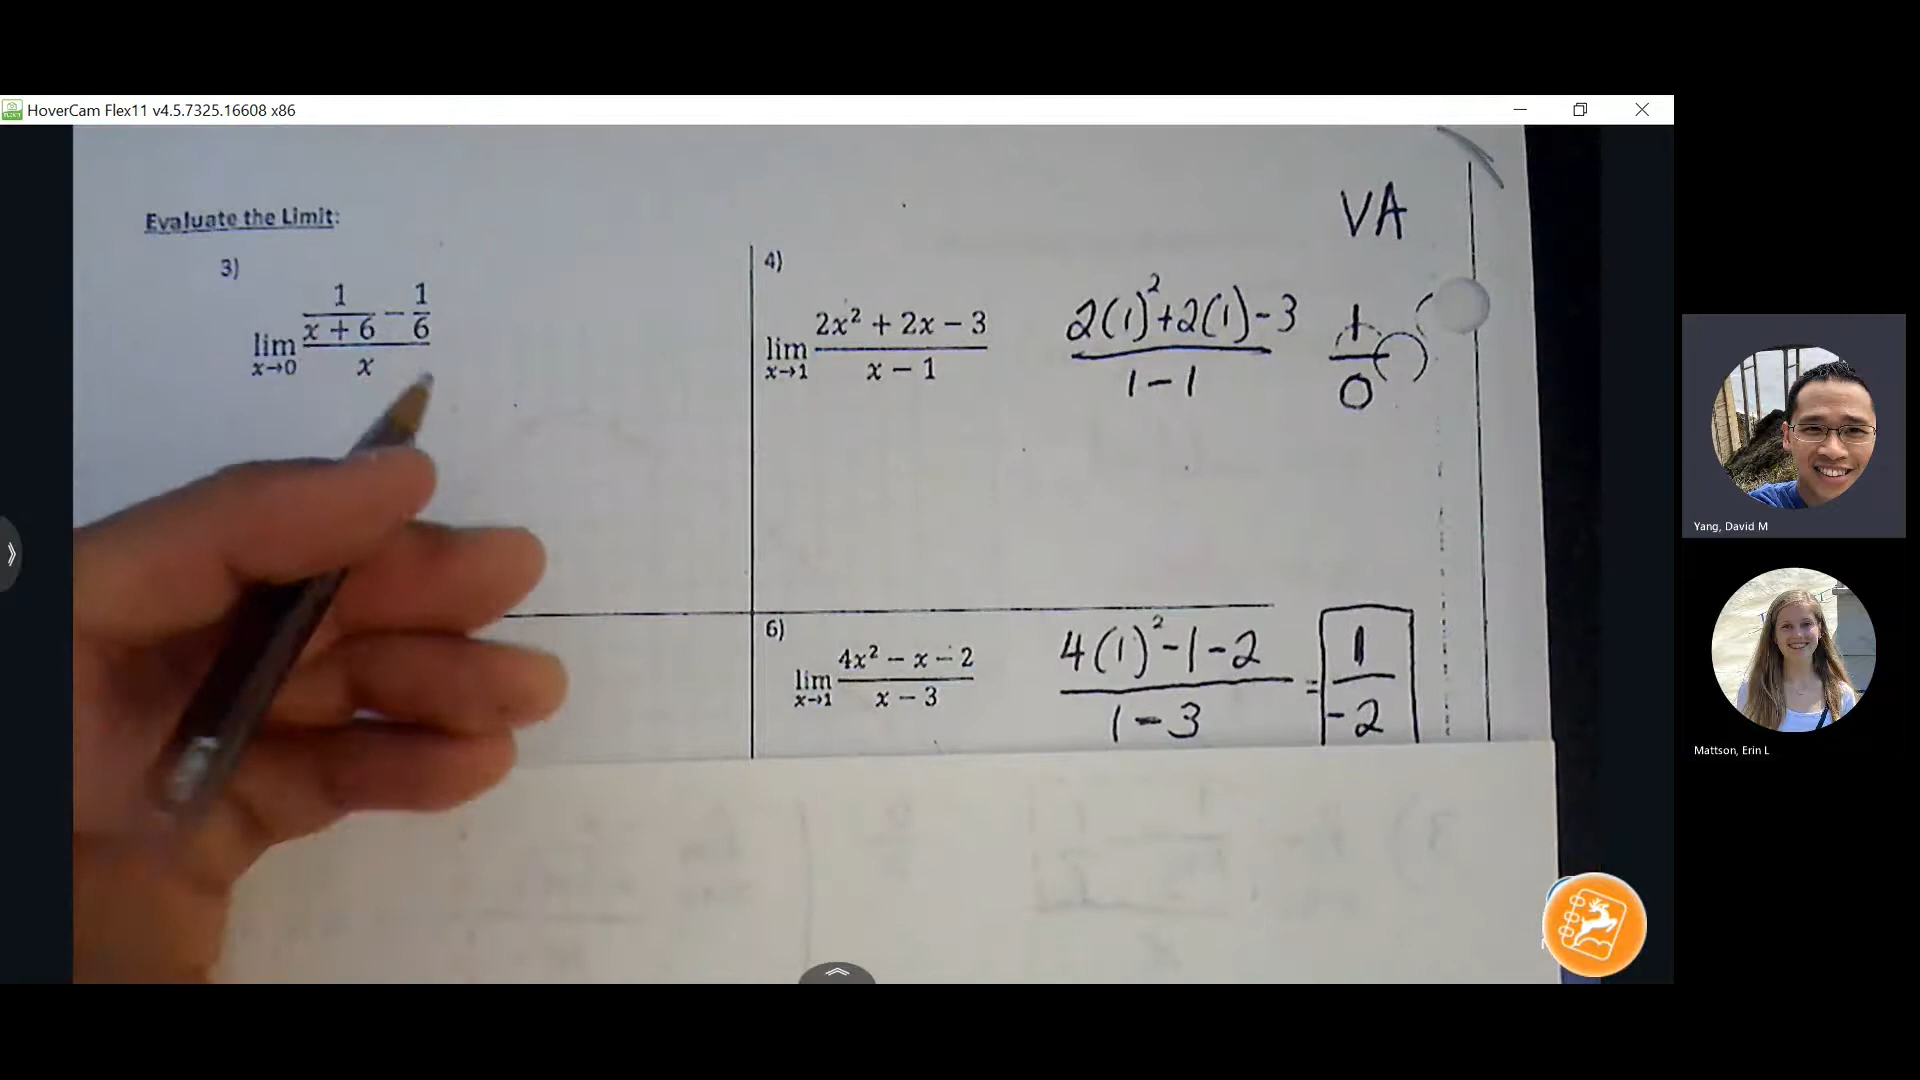 HoverCam Flex11 v4.5.7325.16608 x86
Evaluate the Limit:
3)
lim x→0 (1/(x + 6) − 1/6)/x
4)
lim x→1 (2x² + 2x − 3)/(x − 1)
(2(1)²+2(1)-3)/(1-1)
1/0
VA
6)
lim x→1 (4x² − x − 2)/(x − 3)
(4(1)²-1-2)/(1-3) = 1/-2
Yang, David M
Mattson, Erin L